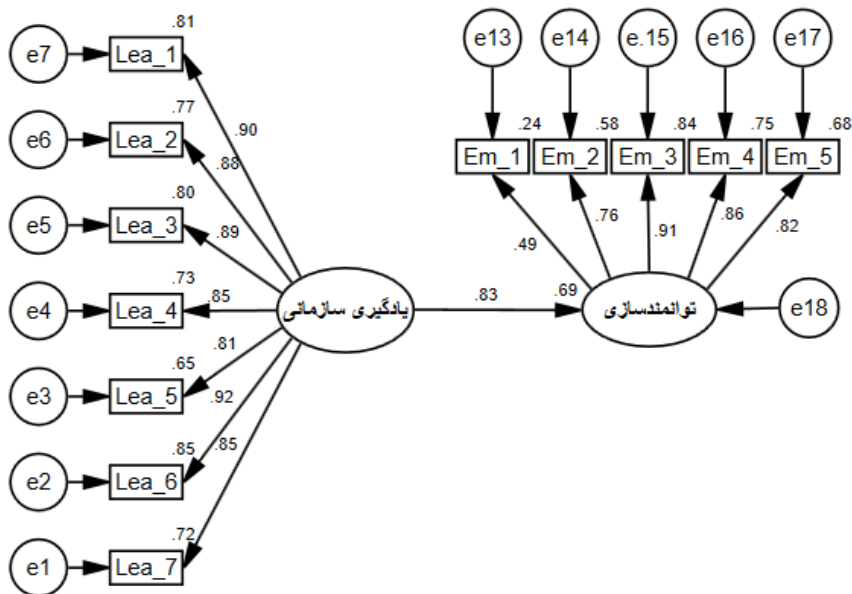 .81
e7 Lea_1
.77
e6 Lea_2
.80
e5 Lea_3
.73
e4 Lea_4
.65
e3 Lea_5
.85
e2 Lea_6
.72
e1 Lea_7
.90
.88
.89
.85
.81
.92
.85
یادگیری سازمانی
.83
.69
توانمندسازی
e18
e13 e14 e.15 e16 e17
.24 .58 .84 .75 .68
Em_1 Em_2 Em_3 Em_4 Em_5
.49 .76 .91 .86 .82